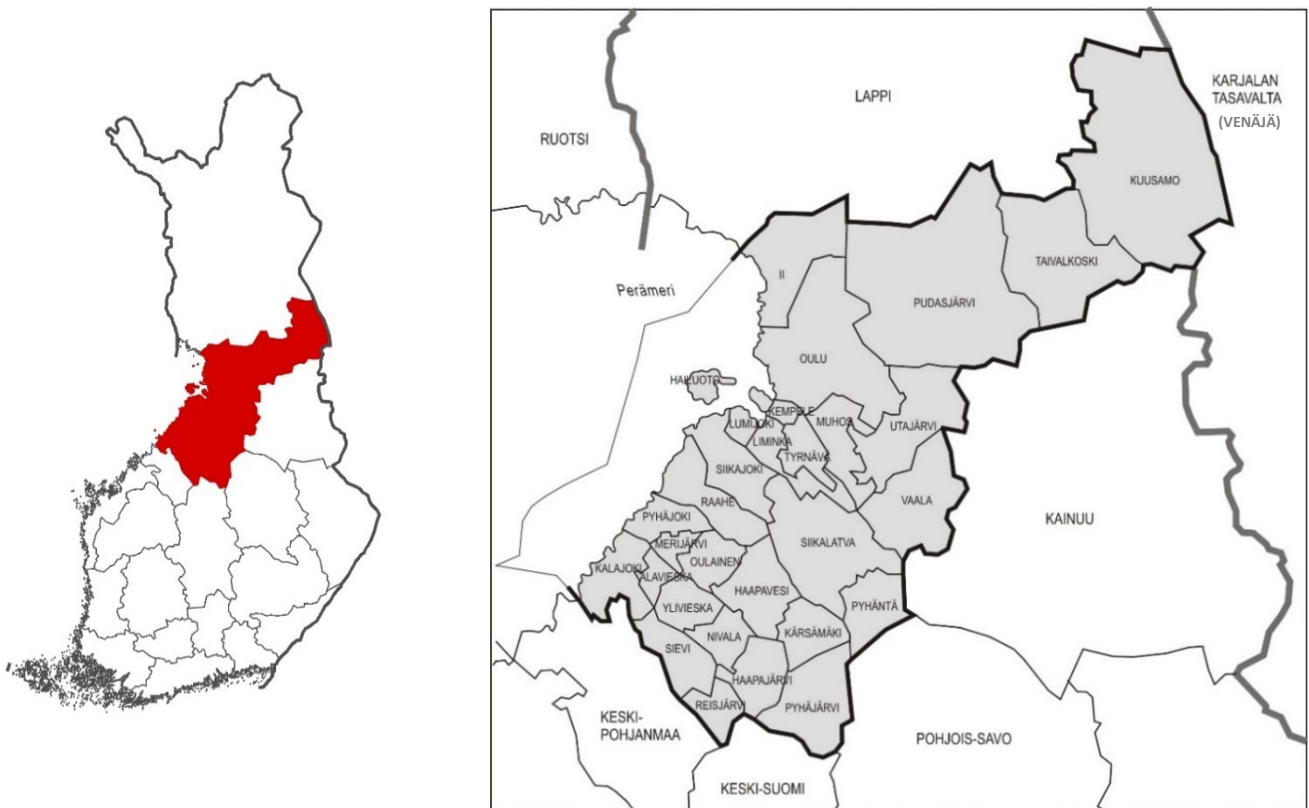 LAPPI
KARJALAN
TASAVALTA
(VENÄJÄ)
RUOTSI
KUUSAMO
TAIVALKOSKI
II
PUDASJÄRVI
Perämeri
OULU
HAILUOTO
KEMPELE
LUMIJOKI
MUHOS
UTAJÄRVI
LIMINKA
TYRNÄVÄ
SIIKAJOKI
RAAHE
VAALA
PYHÄJOKI
KAINUU
MERIJÄRVI
SIIKALATVA
OULAINEN
KALAJOKI
ALAVIESKA
HAAPAVESI
YLIVIESKA
PYHÄNTÄ
NIVALA
KÄRSÄMÄKI
SIEVI
HAAPAJÄRVI
REISJÄRVI
PYHÄJÄRVI
KESKI-
POHJANMAA
POHJOIS-SAVO
KESKI-SUOMI